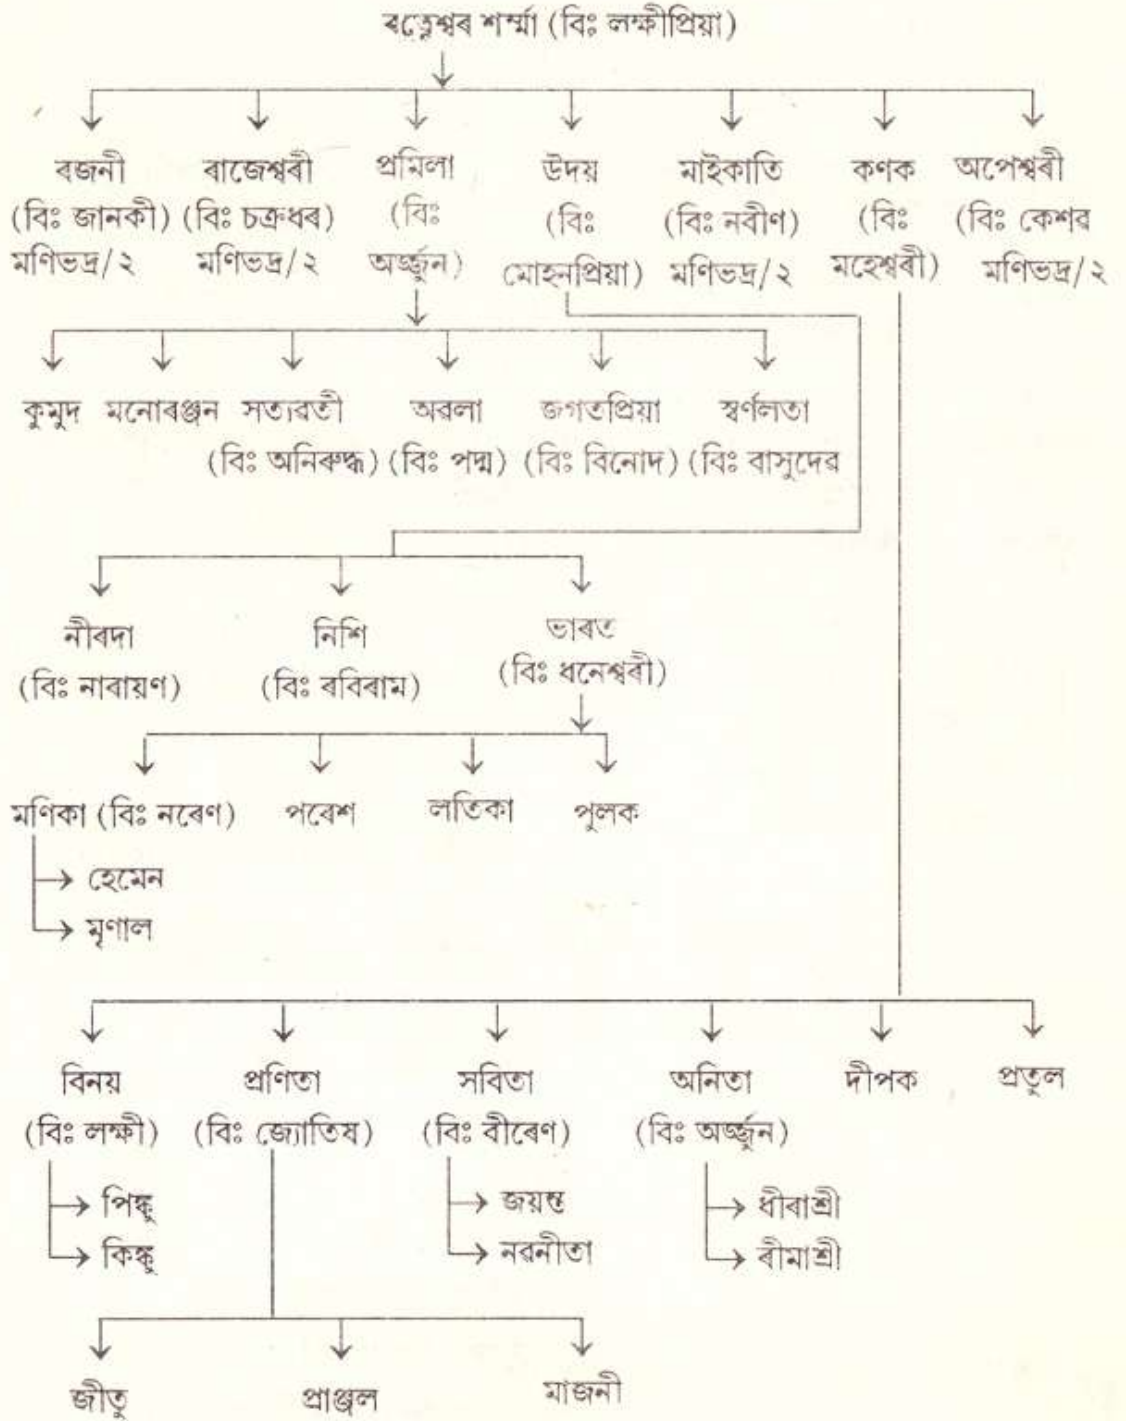 ৰত্নেশ্বৰ শৰ্ম্মা (বিঃ লক্ষীপ্ৰিয়া)
ৰজনী ৰাজেশ্বৰী প্ৰমিলা উদয় মাইকাতি কণক অপেশ্বৰী
(বিঃ জানকী) (বিঃ চক্ৰধৰ) (বিঃ (বিঃ (বিঃ নবীণ) (বিঃ (বিঃ কেশৱ
মণিভদ্ৰ/২ মণিভদ্ৰ/২ অৰ্জ্জুন) মোহনপ্ৰিয়া) মণিভদ্ৰ/২ মহেশ্বৰী) মণিভদ্ৰ/২
কুমুদ মনোৰঞ্জন সত্যৱতী অৱলা জগতপ্ৰিয়া স্বৰ্ণলতা
(বিঃ অনিৰুদ্ধ) (বিঃ পদ্ম) (বিঃ বিনোদ) (বিঃ বাসুদেৱ
নীৰদা নিশি ভাৰত
(বিঃ নাৰায়ণ) (বিঃ ৰবিৰাম) (বিঃ ধনেশ্বৰী)
মণিকা (বিঃ নৰেণ) পৰেশ লতিকা পুলক
হেমেন
মৃণাল
বিনয় প্ৰণিতা সবিতা অনিতা দীপক প্ৰতুল
(বিঃ লক্ষী) (বিঃ জ্যোতিষ) (বিঃ বীৰেণ) (বিঃ অৰ্জ্জুন)
পিঙ্কু জয়ন্ত ধীৰাশ্ৰী
কিঙ্কু নৱনীতা ৰীমাশ্ৰী
জীতু প্ৰাঞ্জল মাজনী